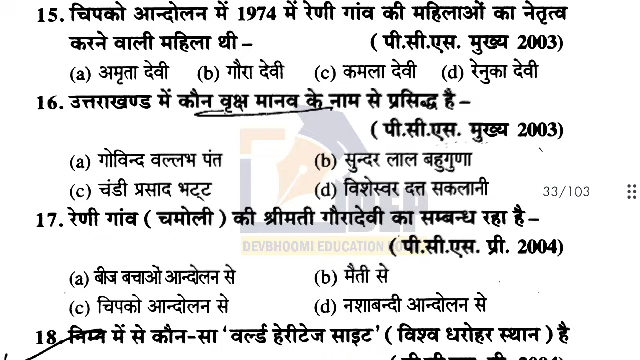 15. चिपको आन्दोलन में 1974 में रेणी गांव की महिलाओं का नेतृत्व
करने वाली महिला थी – ( पी.सी.एस. मुख्य 2003)
(a) अमृता देवी (b) गौरा देवी (c) कमला देवी (d) रेनुका देवी
16. उत्तराखण्ड में कौन वृक्ष मानव के नाम से प्रसिद्ध है –
( पी.सी.एस. मुख्य 2003)
(a) गोविन्द वल्लभ पंत (b) सुन्दर लाल बहुगुणा
(c) चंडी प्रसाद भट्ट (d) विशेस्वर दत्त सकलानी
33/103
17. रेणी गांव ( चमोली ) की श्रीमती गौरादेवी का सम्बन्ध रहा है –
DEVBHOOMI EDUCATION
( पी.सी.एस. प्री. 2004)
(a) बीज बचाओं आन्दोलन से (b) मैती से
(c) चिपको आन्दोलन से (d) नशाबन्दी आन्दोलन से
18. निम्न में से कौन-सा 'वर्ल्ड हेरीटेज साइट' ( विश्व धरोहर स्थान ) है